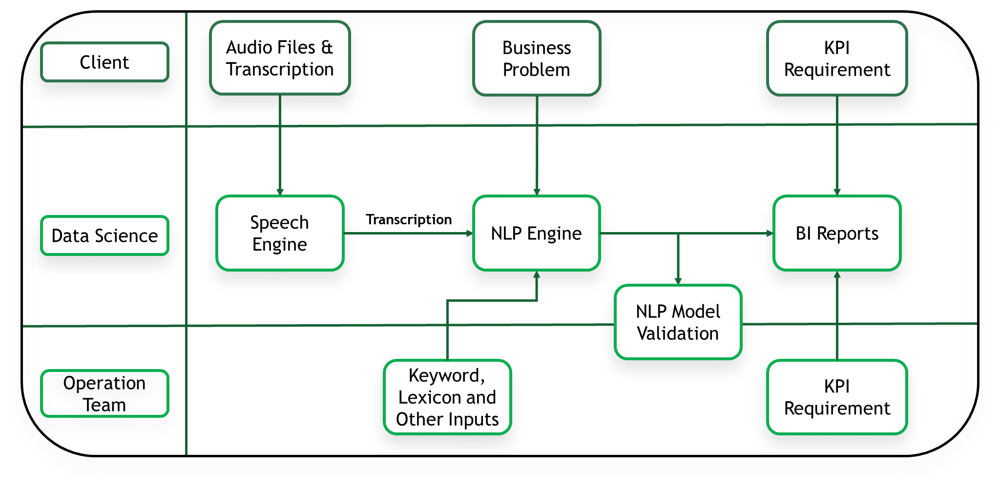 Client
Audio Files &
Transcription
Business
Problem
KPI
Requirement
Data Science
Speech
Engine
Transcription
NLP Engine
BI Reports
NLP Model
Validation
Operation
Team
Keyword,
Lexicon and
Other Inputs
KPI
Requirement